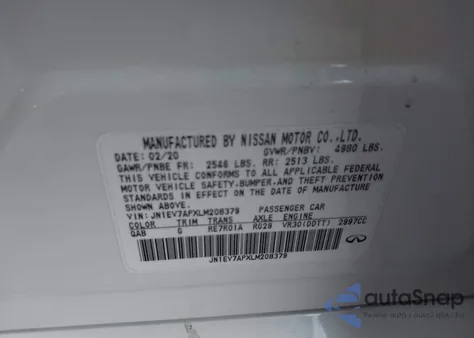 MANUFACTURED BY NISSAN MOTOR CO.,LTD.
DATE: 02/20 GVWR/PNBV: 4980 LBS.
GAWR/PNBE FR: 2546 LBS. RR: 2513 LBS.
THIS VEHICLE CONFORMS TO ALL APPLICABLE FEDERAL
MOTOR VEHICLE SAFETY,BUMPER,AND THEFT PREVENTION
STANDARDS IN EFFECT ON THE DATE OF MANUFACTURE
SHOWN ABOVE.
VIN: JN1EV7APXLM208379 PASSENGER CAR
COLOR TRIM TRANS AXLE ENGINE
QAB G RE7R01A R029 VR30(DDTT) 2997CC
JN1EV7APXLM208379
autoSnap